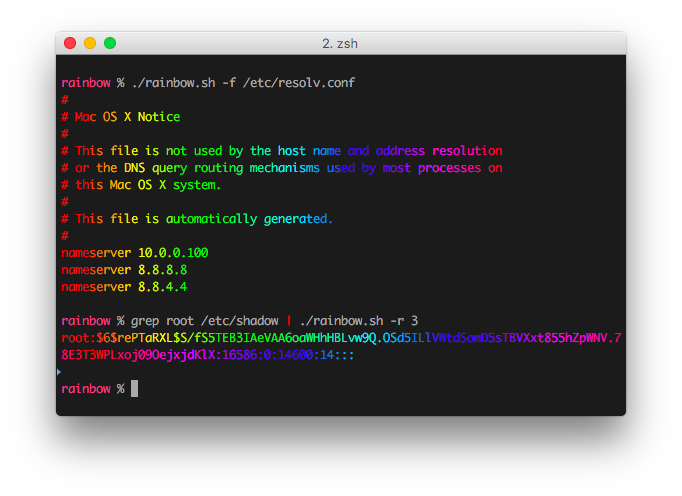 2. zsh
rainbow % ./rainbow.sh -f /etc/resolv.conf
#
# Mac OS X Notice
#
# This file is not used by the host name and address resolution
# or the DNS query routing mechanisms used by most processes on
# this Mac OS X system.
#
# This file is automatically generated.
#
nameserver 10.0.0.100
nameserver 8.8.8.8
nameserver 8.8.4.4
rainbow % grep root /etc/shadow | ./rainbow.sh -r 3
root:$6$rePTaRXL$S/fS5TEB3IAeVAA6oaWHhHBLvw9Q.OSd5ILlVWtdSomD5sTBVXxt855hZpWNV.7
8E3T3WPLxoj09OejxjdKlX:16586:0:14600:14:::
rainbow %